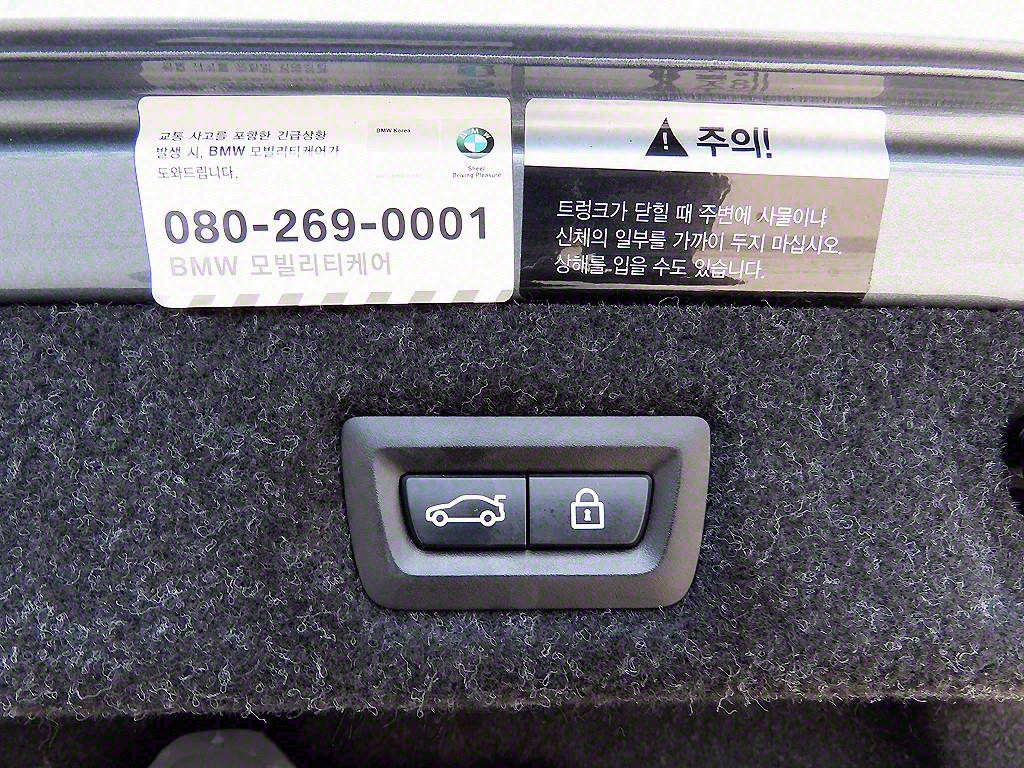 교통 사고를 포함한 긴급상황
발생 시, BMW 모빌리티케어가
도와드립니다.
BMW Korea
BMW
Sheer
Driving Pleasure
080-269-0001
BMW 모빌리티케어
주의!
트렁크가 닫힐 때 주변에 사물이나
신체의 일부를 가까이 두지 마십시오.
상해를 입을 수도 있습니다.